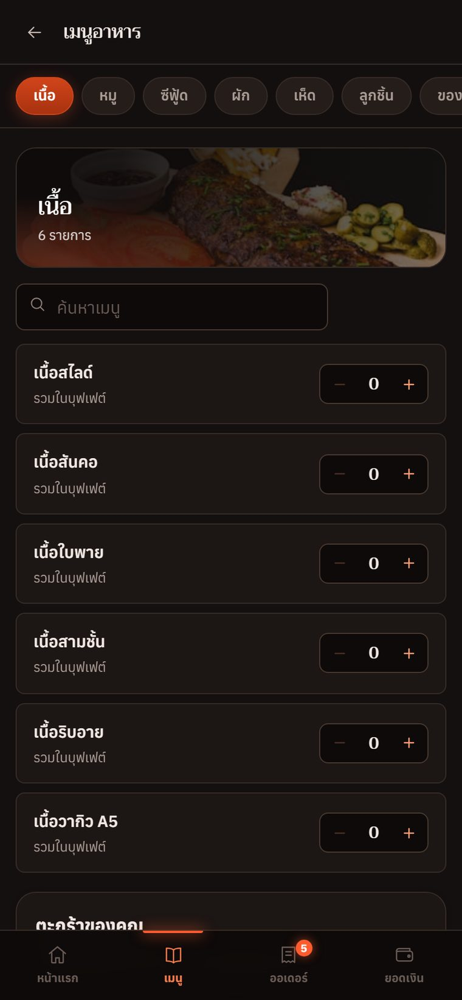 เมนูอาหาร
เนื้อ หมู ซีฟู้ด ผัก เห็ด ลูกชิ้น ของ
เนื้อ
6 รายการ
ค้นหาเมนู
เนื้อสไลด์
รวมในบุฟเฟต์
0
เนื้อสันคอ
รวมในบุฟเฟต์
0
เนื้อใบพาย
รวมในบุฟเฟต์
0
เนื้อสามชั้น
รวมในบุฟเฟต์
0
เนื้อริบอาย
รวมในบุฟเฟต์
0
เนื้อวากิว A5
รวมในบุฟเฟต์
0
ตะกร้าของคุณ
5
หน้าแรก เมนู ออเดอร์ ยอดเงิน